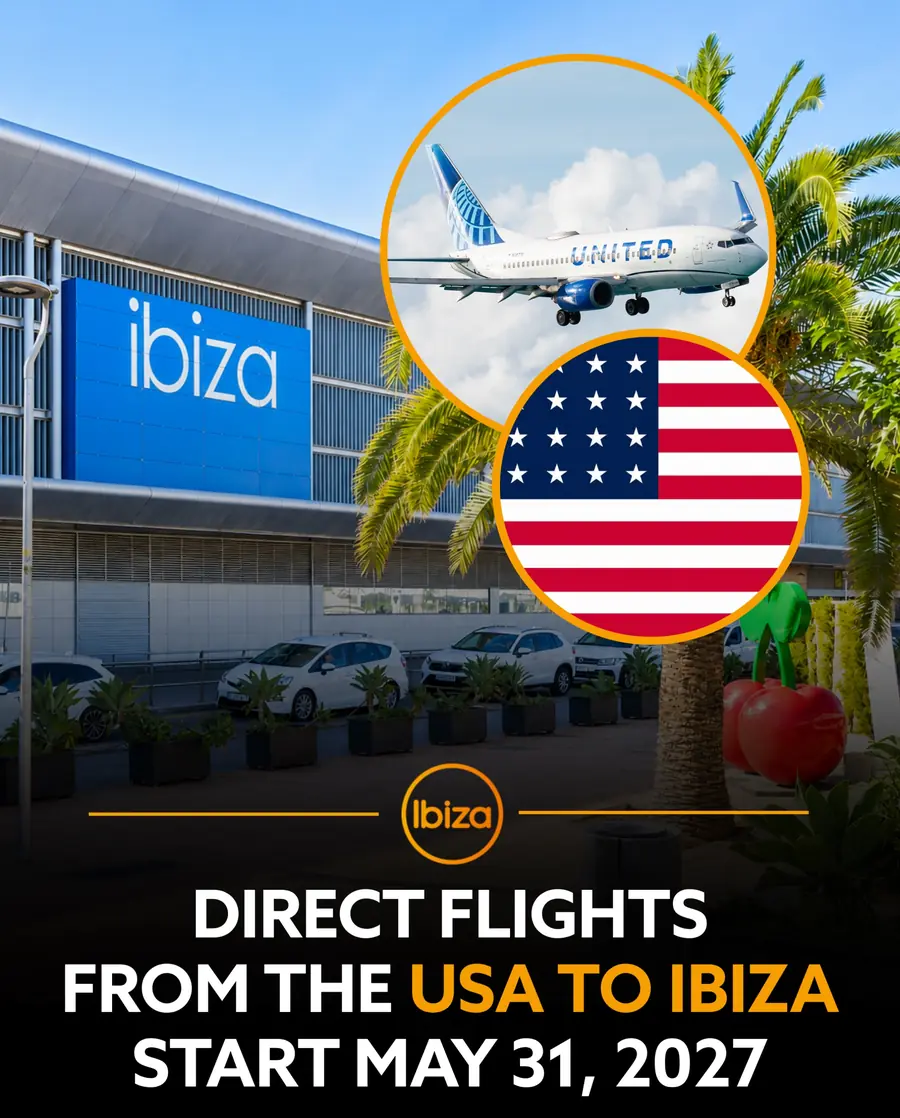 UNITED
ibiza
Ibiza
DIRECT FLIGHTS
FROM THE USA TO IBIZA
START MAY 31, 2027